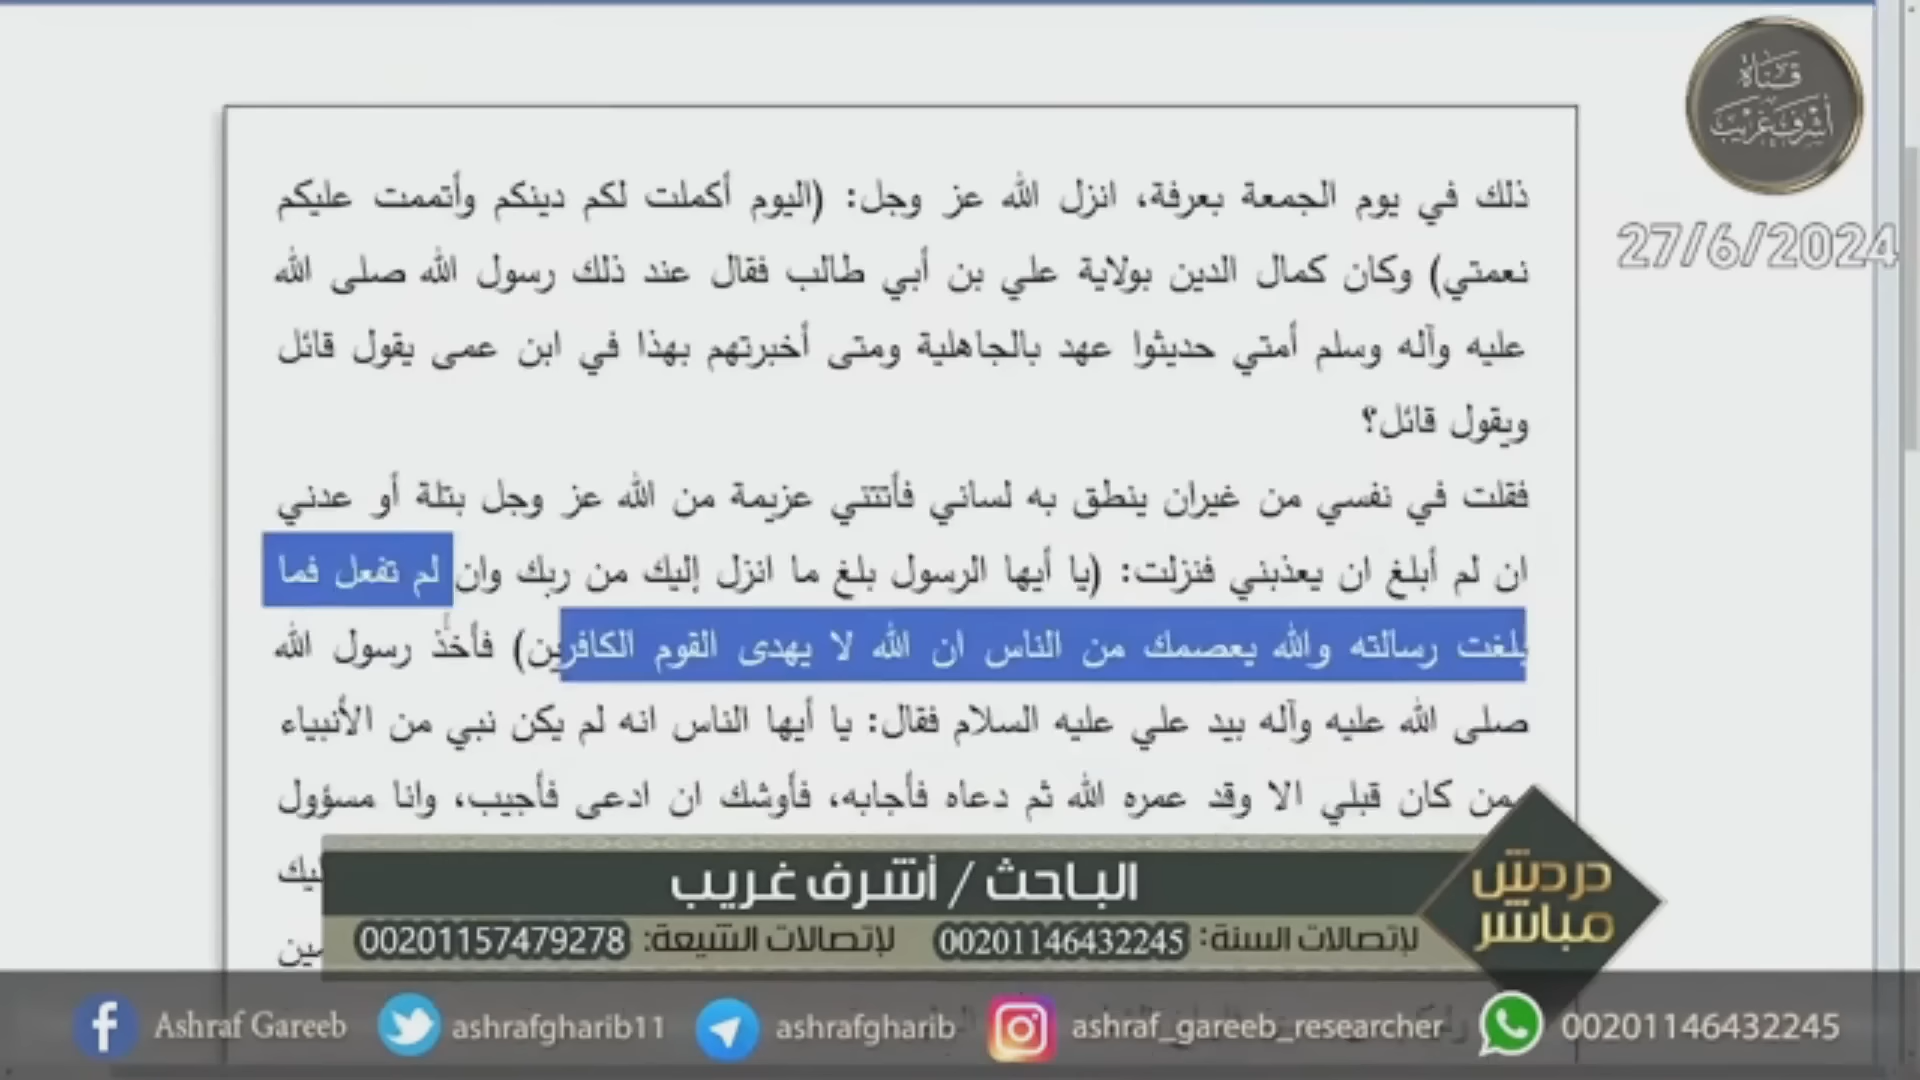 قناة
أشرف غريب
27/6/2024
ذلك في يوم الجمعة بعرفة، انزل الله عز وجل: (اليوم أكملت لكم دينكم وأتممت عليكم
نعمتي) وكان كمال الدين بولاية علي بن أبي طالب فقال عند ذلك رسول الله صلى الله
عليه وآله وسلم أمتي حديثوا عهد بالجاهلية ومتى أخبرتهم بهذا في ابن عمى يقول قائل
ويقول قائل؟
فقلت في نفسي من غيران ينطق به لساني فأتتني عزيمة من الله عز وجل بتلة أو عدني
ان لم أبلغ ان يعذبني فنزلت: (يا أيها الرسول بلغ ما انزل إليك من ربك وان لم تفعل فما
بلغت رسالته والله يعصمك من الناس ان الله لا يهدى القوم الكافرين) فأخذ رسول الله
صلى الله عليه وآله بيد علي عليه السلام فقال: يا أيها الناس انه لم يكن نبي من الأنبياء
ممن كان قبلي الا وقد عمره الله ثم دعاه فأجابه، فأوشك ان ادعى فأجيب، وانا مسؤول
الباحث / أشرف غريب
دردش
مباشر
لإتصالات السنة: 00201146432245 لإتصالات الشيعة: 00201157479278
Ashraf Gareeb ashrafgharib11 ashrafgharib ashraf_gareeb_researcher 00201146432245